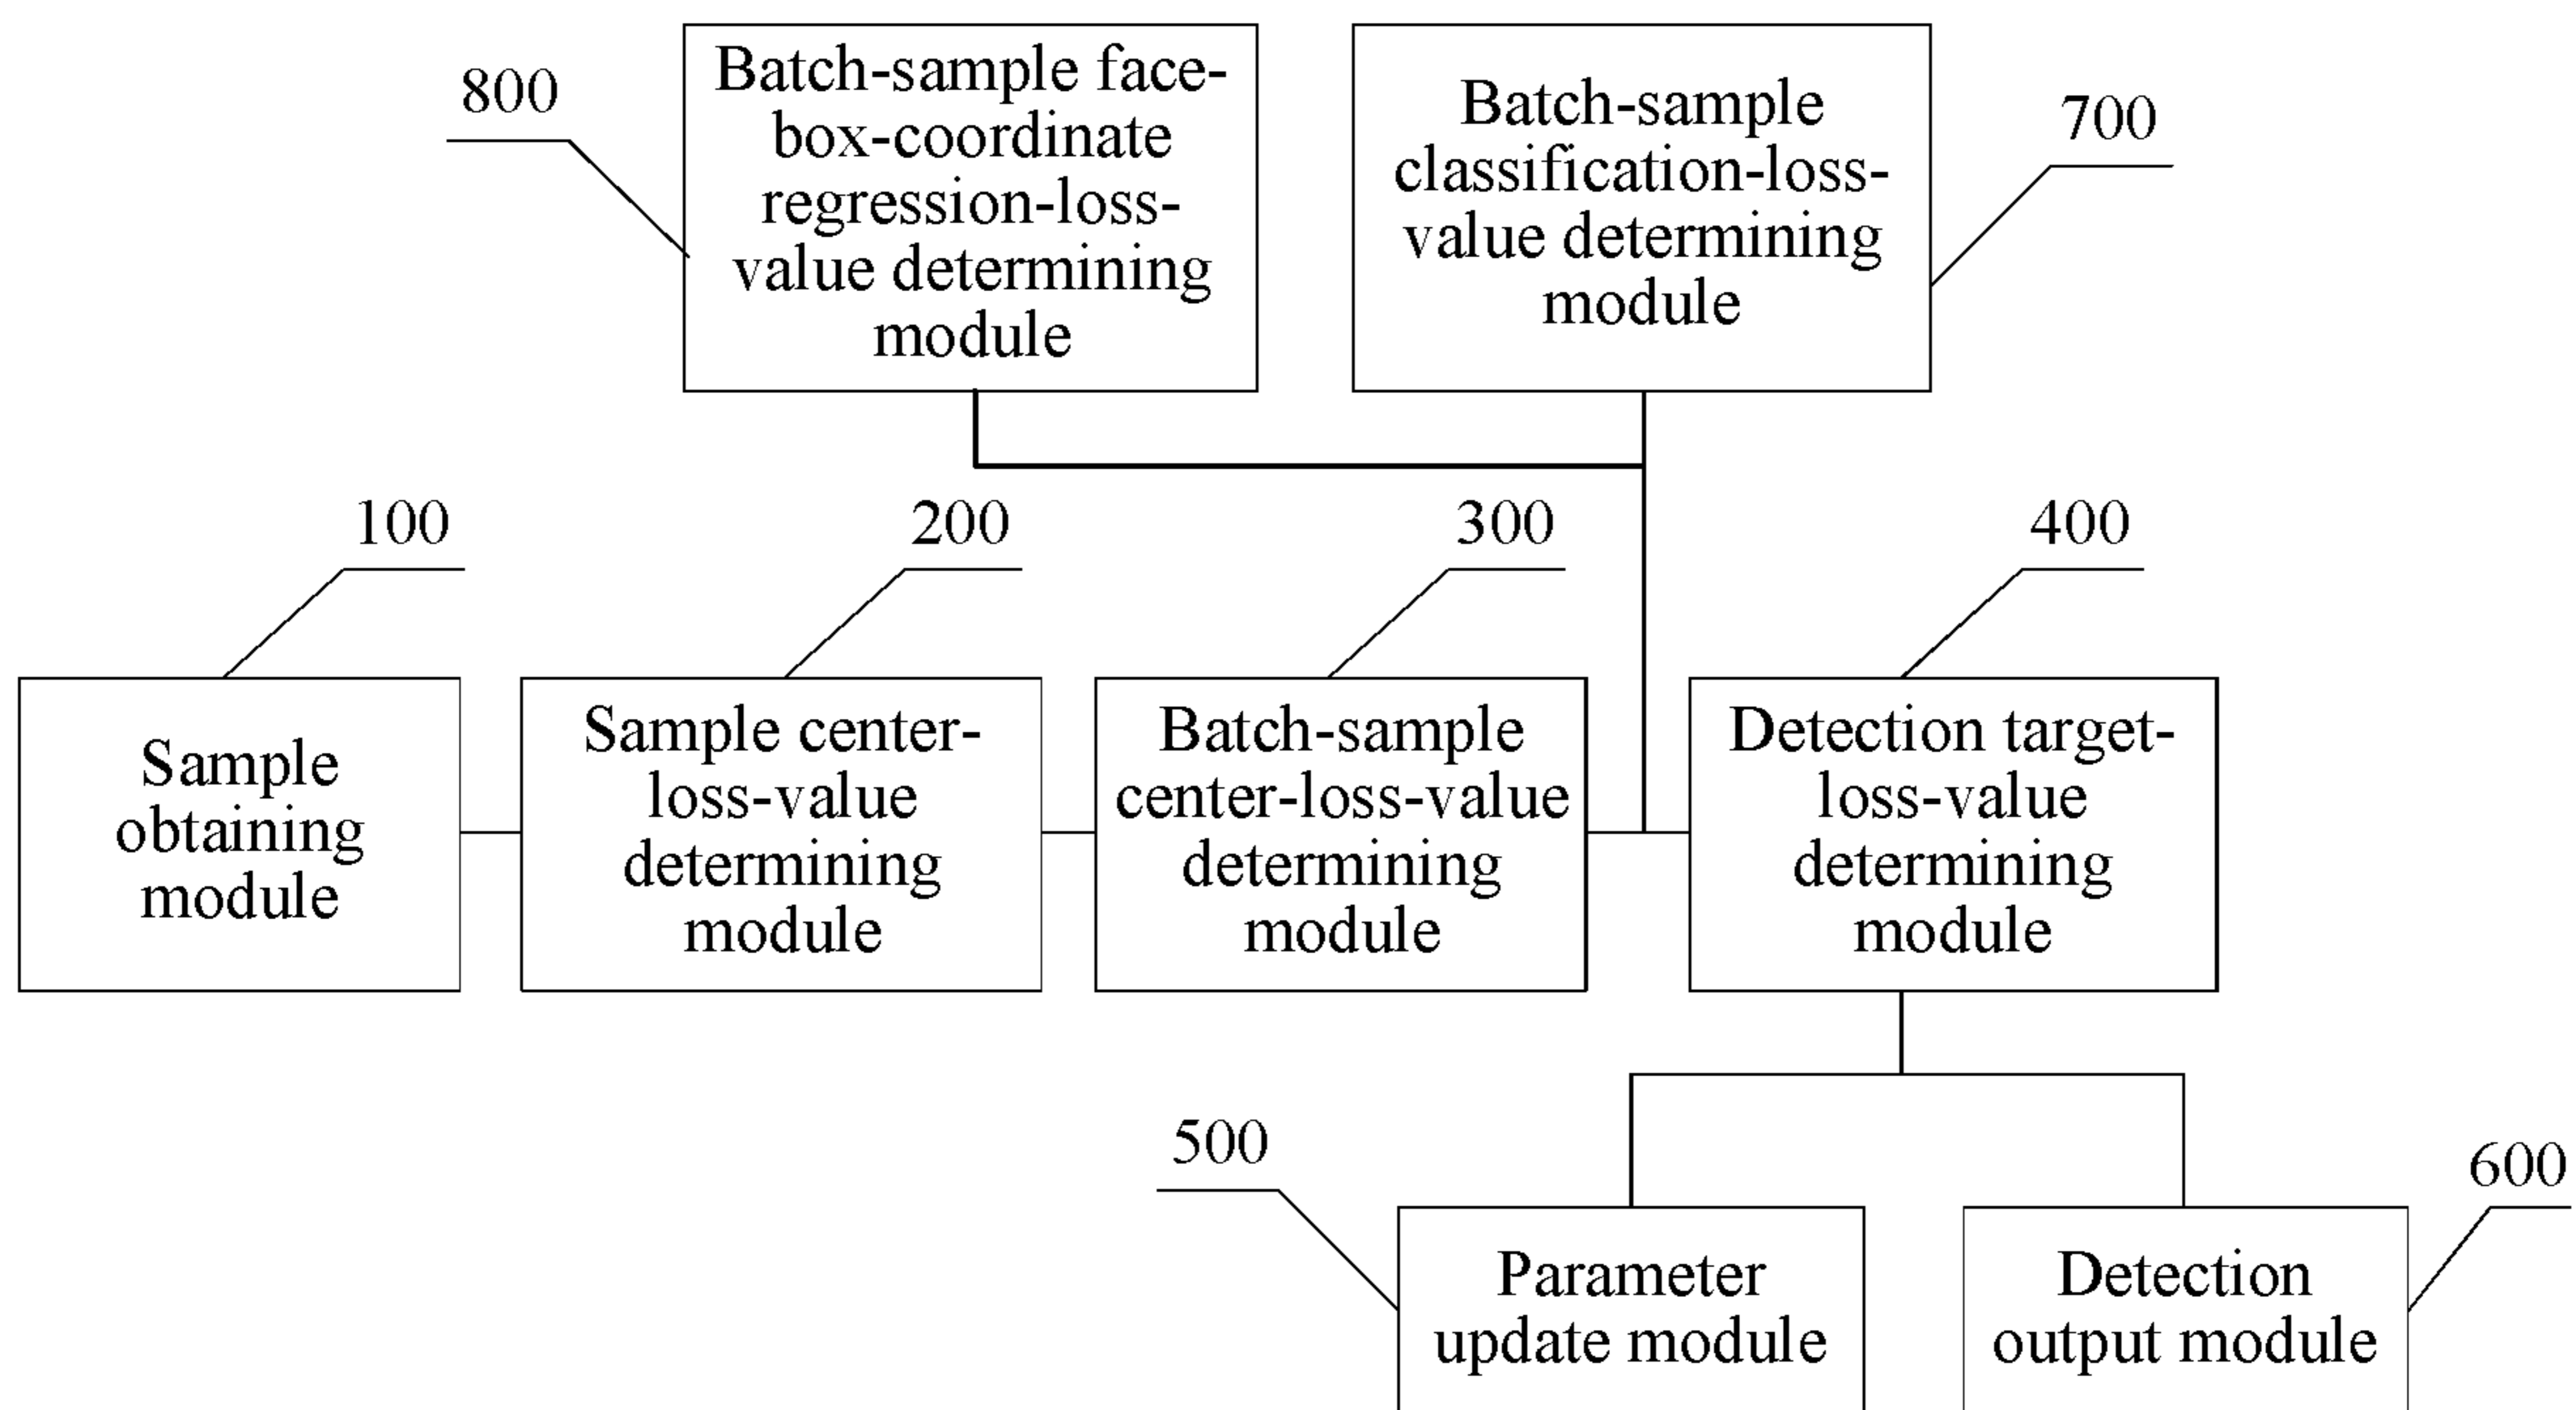 800
Batch-sample face-
box-coordinate
regression-loss-
value determining
module
Batch-sample
classification-loss-
value determining
module
700
100
200
300
400
Sample
obtaining
module
Sample center-
loss-value
determining
module
Batch-sample
center-loss-value
determining
module
Detection target-
loss-value
determining
module
500
600
Parameter
update module
Detection
output module